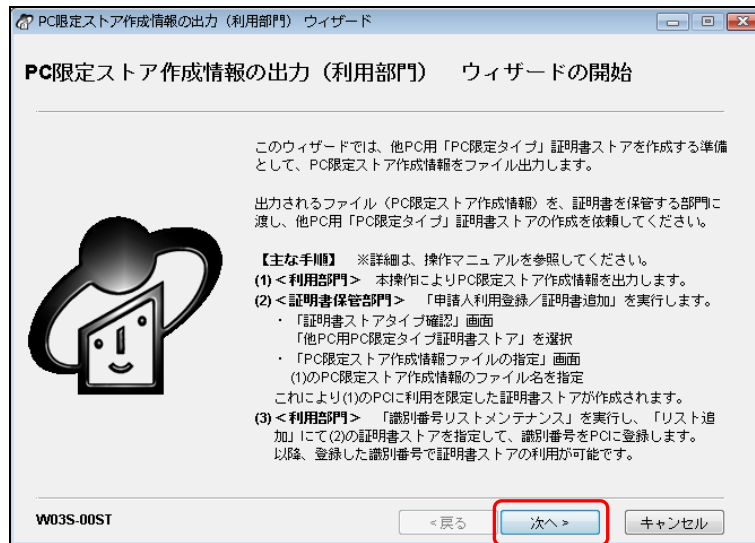 PC限定ストア作成情報の出力（利用部門） ウィザード
PC限定ストア作成情報の出力（利用部門）　ウィザードの開始
このウィザードでは、他PC用「PC限定タイプ」証明書ストアを作成する準備
として、PC限定ストア作成情報をファイル出力します。
出力されるファイル（PC限定ストア作成情報）を、証明書を保管する部門に
渡し、他PC用「PC限定タイプ」証明書ストアの作成を依頼してください。
【主な手順】　※詳細は、操作マニュアルを参照してください。
(1)＜利用部門＞　本操作によりPC限定ストア作成情報を出力します。
(2)＜証明書保管部門＞　「申請人利用登録／証明書追加」を実行します。
・「証明書ストアタイプ確認」画面
「他PC用PC限定タイプ証明書ストア」を選択
・「PC限定ストア作成情報ファイルの指定」画面
(1)のPC限定ストア作成情報のファイル名を指定
これにより(1)のPCに利用を限定した証明書ストアが作成されます。
(3)＜利用部門＞　「識別番号リストメンテナンス」を実行し、「リスト追
加」にて(2)の証明書ストアを指定して、識別番号をPCに登録します。
以降、登録した識別番号で証明書ストアの利用が可能です。
W03S-00ST
<戻る
次へ>
キャンセル